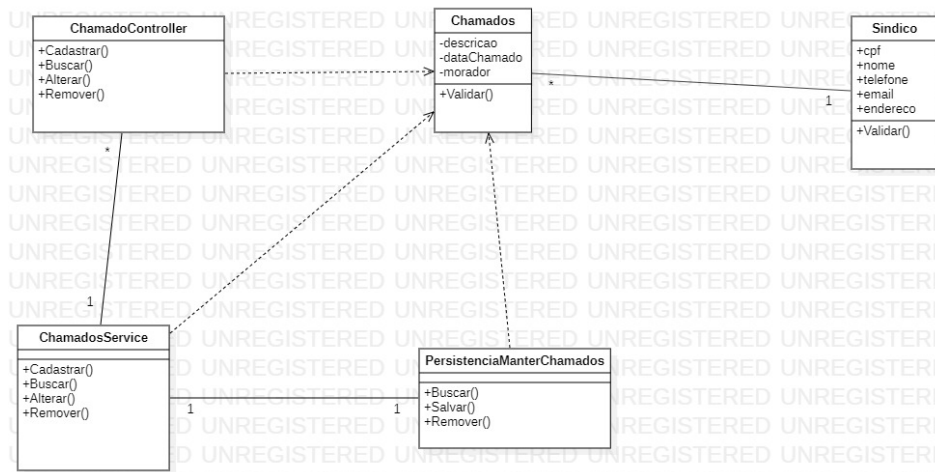 ChamadoController
+Cadastrar()
+Buscar()
+Alterar()
+Remover()
Chamados
-descricao
-dataChamado
-morador
+Validar()
Sindico
+cpf
+nome
+telefone
+email
+endereco
+Validar()
*
1
*
1
ChamadosService
+Cadastrar()
+Buscar()
+Alterar()
+Remover()
1
1
PersistenciaManterChamados
+Buscar()
+Salvar()
+Remover()
UNREGISTERED